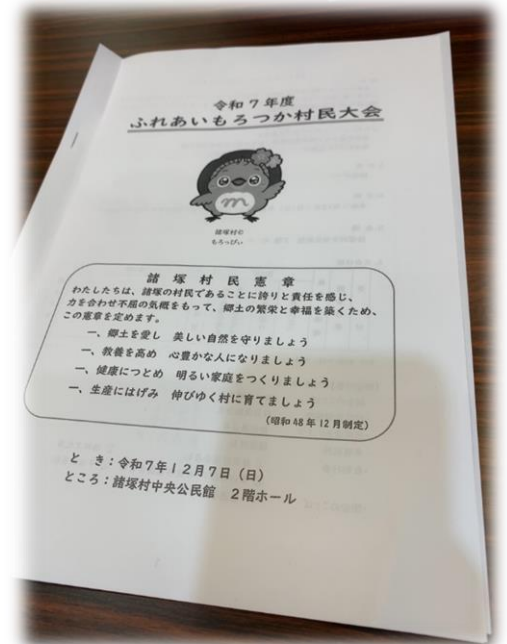 令和７年度
ふれあいもろつか村民大会
m
諸塚村©
もろっぴぃ
諸塚村民憲章
わたしたちは、諸塚の村民であることに誇りと責任を感じ、
力を合わせ不屈の気概をもって、郷土の繁栄と幸福を築くため、
この憲章を定めます。
一、郷土を愛し　美しい自然を守りましょう
一、教養を高め　心豊かな人になりましょう
一、健康につとめ　明るい家庭をつくりましょう
一、生産にはげみ　伸びゆく村に育てましょう
（昭和48年12月制定）
と　き：令和７年１２月７日（日）
ところ：諸塚村中央公民館　２階ホール